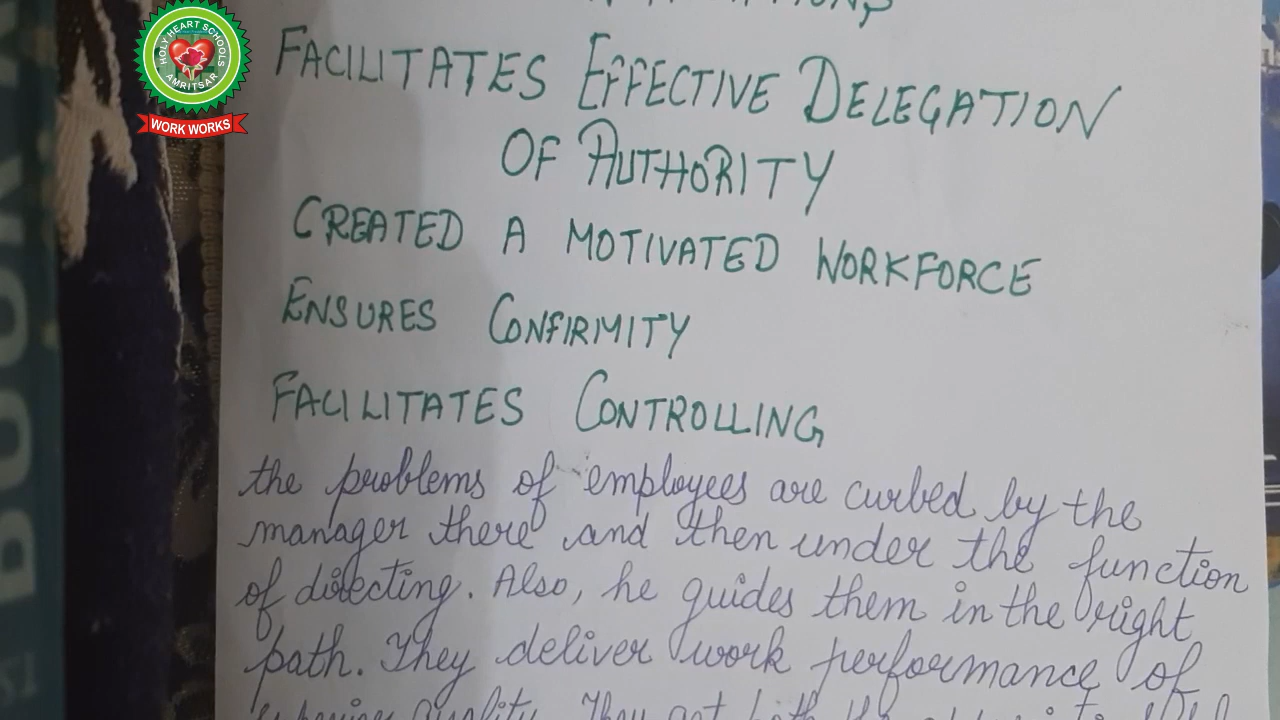 HOLY HEART SCHOOLS
AMRITSAR
WORK WORKS
FACILITATES EFFECTIVE DELEGATION
OF AUTHORITY
CREATED A MOTIVATED WORKFORCE
ENSURES CONFIRMITY
FACILITATES CONTROLLING
the problems of employees are curbed by the
manager there and then under the function
of directing. Also, he guides them in the right
path. They deliver work performance of